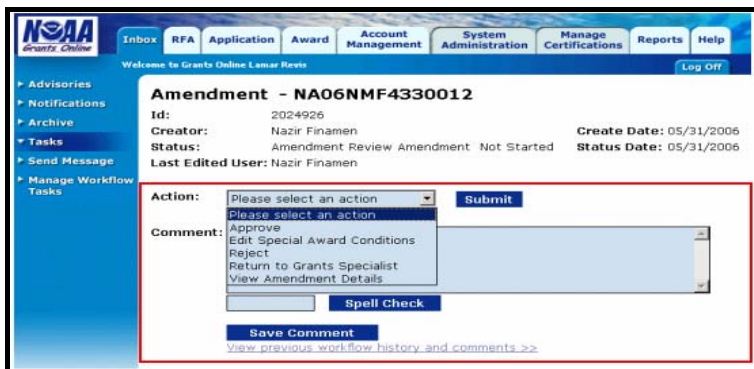 NOAA
Grants Online
Inbox RFA Application Award Account Management System Administration Manage Certifications Reports Help
Welcome to Grants Online Lamar Revis
Log Off
Advisories
Notifications
Archive
Tasks
Send Message
Manage Workflow Tasks
Amendment - NA06NMF4330012
Id: 2024926
Creator: Nazir Finamen Create Date: 05/31/2006
Status: Amendment Review Amendment Not Started Status Date: 05/31/2006
Last Edited User: Nazir Finamen
Action: Please select an action Submit
Please select an action
Approve
Comment:
Edit Special Award Conditions
Reject
Return to Grants Specialist
View Amendment Details
Spell Check
Save Comment
View previous workflow history and comments >>